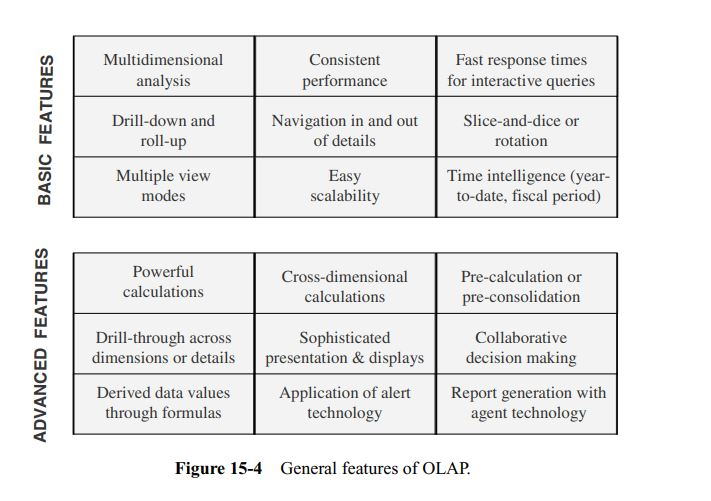 BASIC FEATURES
Multidimensional
analysis
Consistent
performance
Fast response times
for interactive queries
Drill-down and
roll-up
Navigation in and out
of details
Slice-and-dice or
rotation
Multiple view
modes
Easy
scalability
Time intelligence (year-
to-date, fiscal period)
ADVANCED FEATURES
Powerful
calculations
Cross-dimensional
calculations
Pre-calculation or
pre-consolidation
Drill-through across
dimensions or details
Sophisticated
presentation & displays
Collaborative
decision making
Derived data values
through formulas
Application of alert
technology
Report generation with
agent technology
Figure 15-4 General features of OLAP.